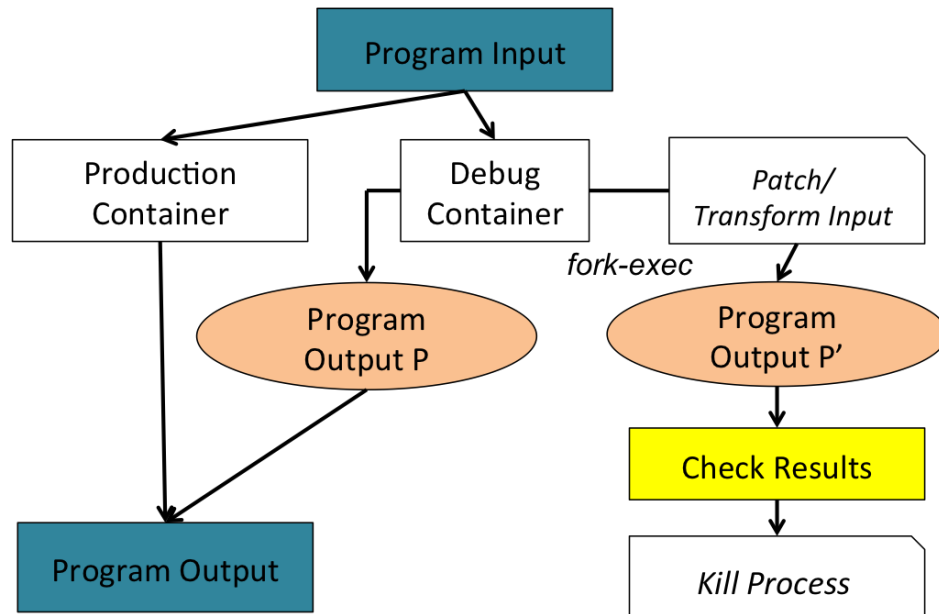 Program Input
Production
Container
Debug
Container
Patch/
Transform Input
fork-exec
Program
Output P
Program
Output P’
Check Results
Program Output
Kill Process